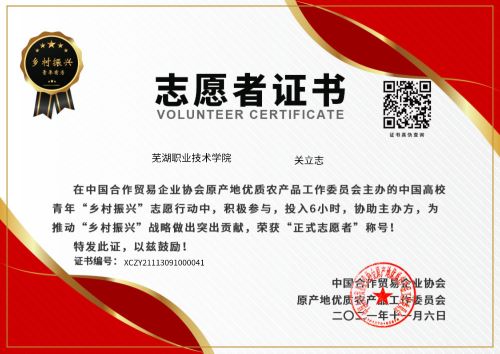 乡村振兴
青年有为
志愿者证书
VOLUNTEER CERTIFICATE
证书真伪查询
芜湖职业技术学院 关立志
在中国合作贸易企业协会原产地优质农产品工作委员会主办的中国高校
青年“乡村振兴”志愿行动中，积极参与，投入6小时，协助主办方，为
推动“乡村振兴”战略做出突出贡献，荣获“正式志愿者”称号！
特发此证，以兹鼓励！
证书编号： XCZY21113091000041
中国合作贸易企业协会
原产地优质农产品工作委员会
二〇二一年十一月六日